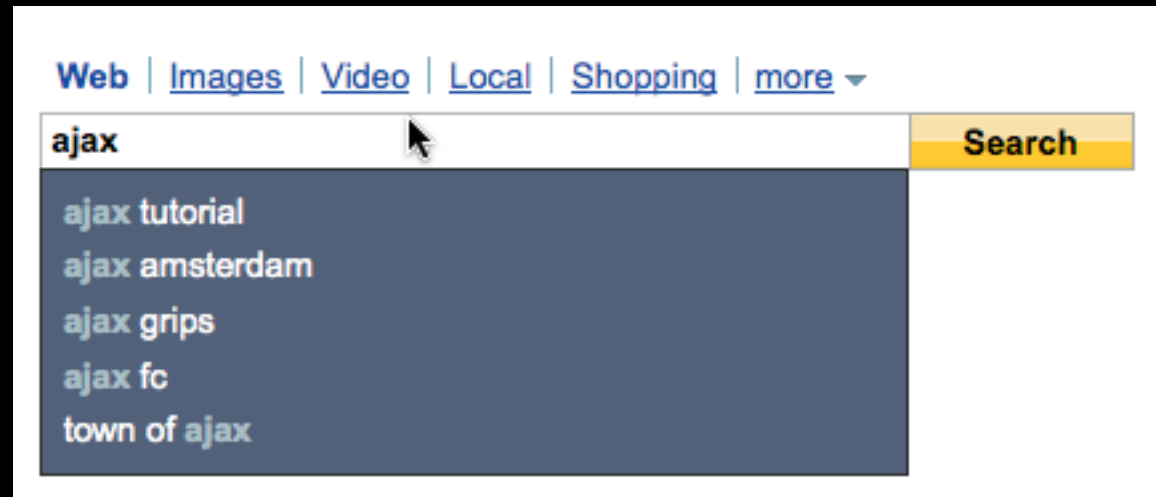 Web | Images | Video | Local | Shopping | more
ajax
Search
ajax tutorial
ajax amsterdam
ajax grips
ajax fc
town of ajax